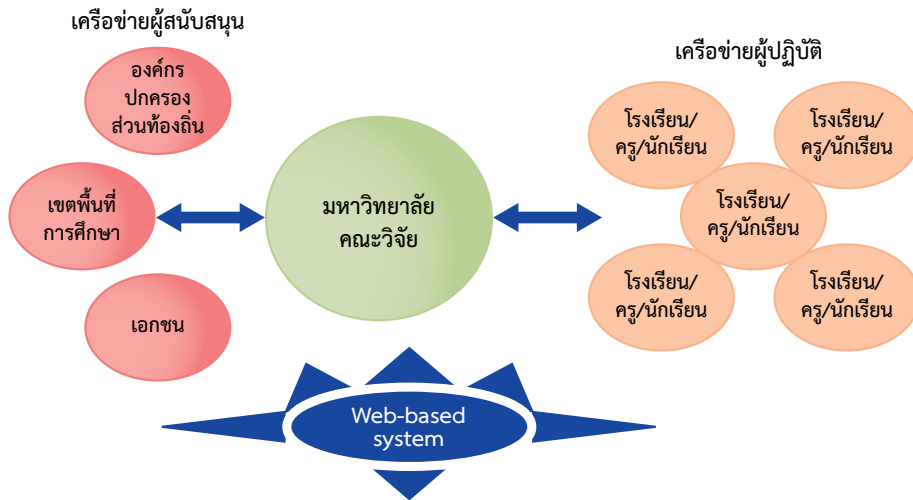 เครือข่ายผู้สนับสนุน
องค์กร
ปกครอง
ส่วนท้องถิ่น
เขตพื้นที่
การศึกษา
เอกชน
มหาวิทยาลัย
คณะวิจัย
เครือข่ายผู้ปฏิบัติ
โรงเรียน/
ครู/นักเรียน
โรงเรียน/
ครู/นักเรียน
โรงเรียน/
ครู/นักเรียน
โรงเรียน/
ครู/นักเรียน
โรงเรียน/
ครู/นักเรียน
Web-based
system